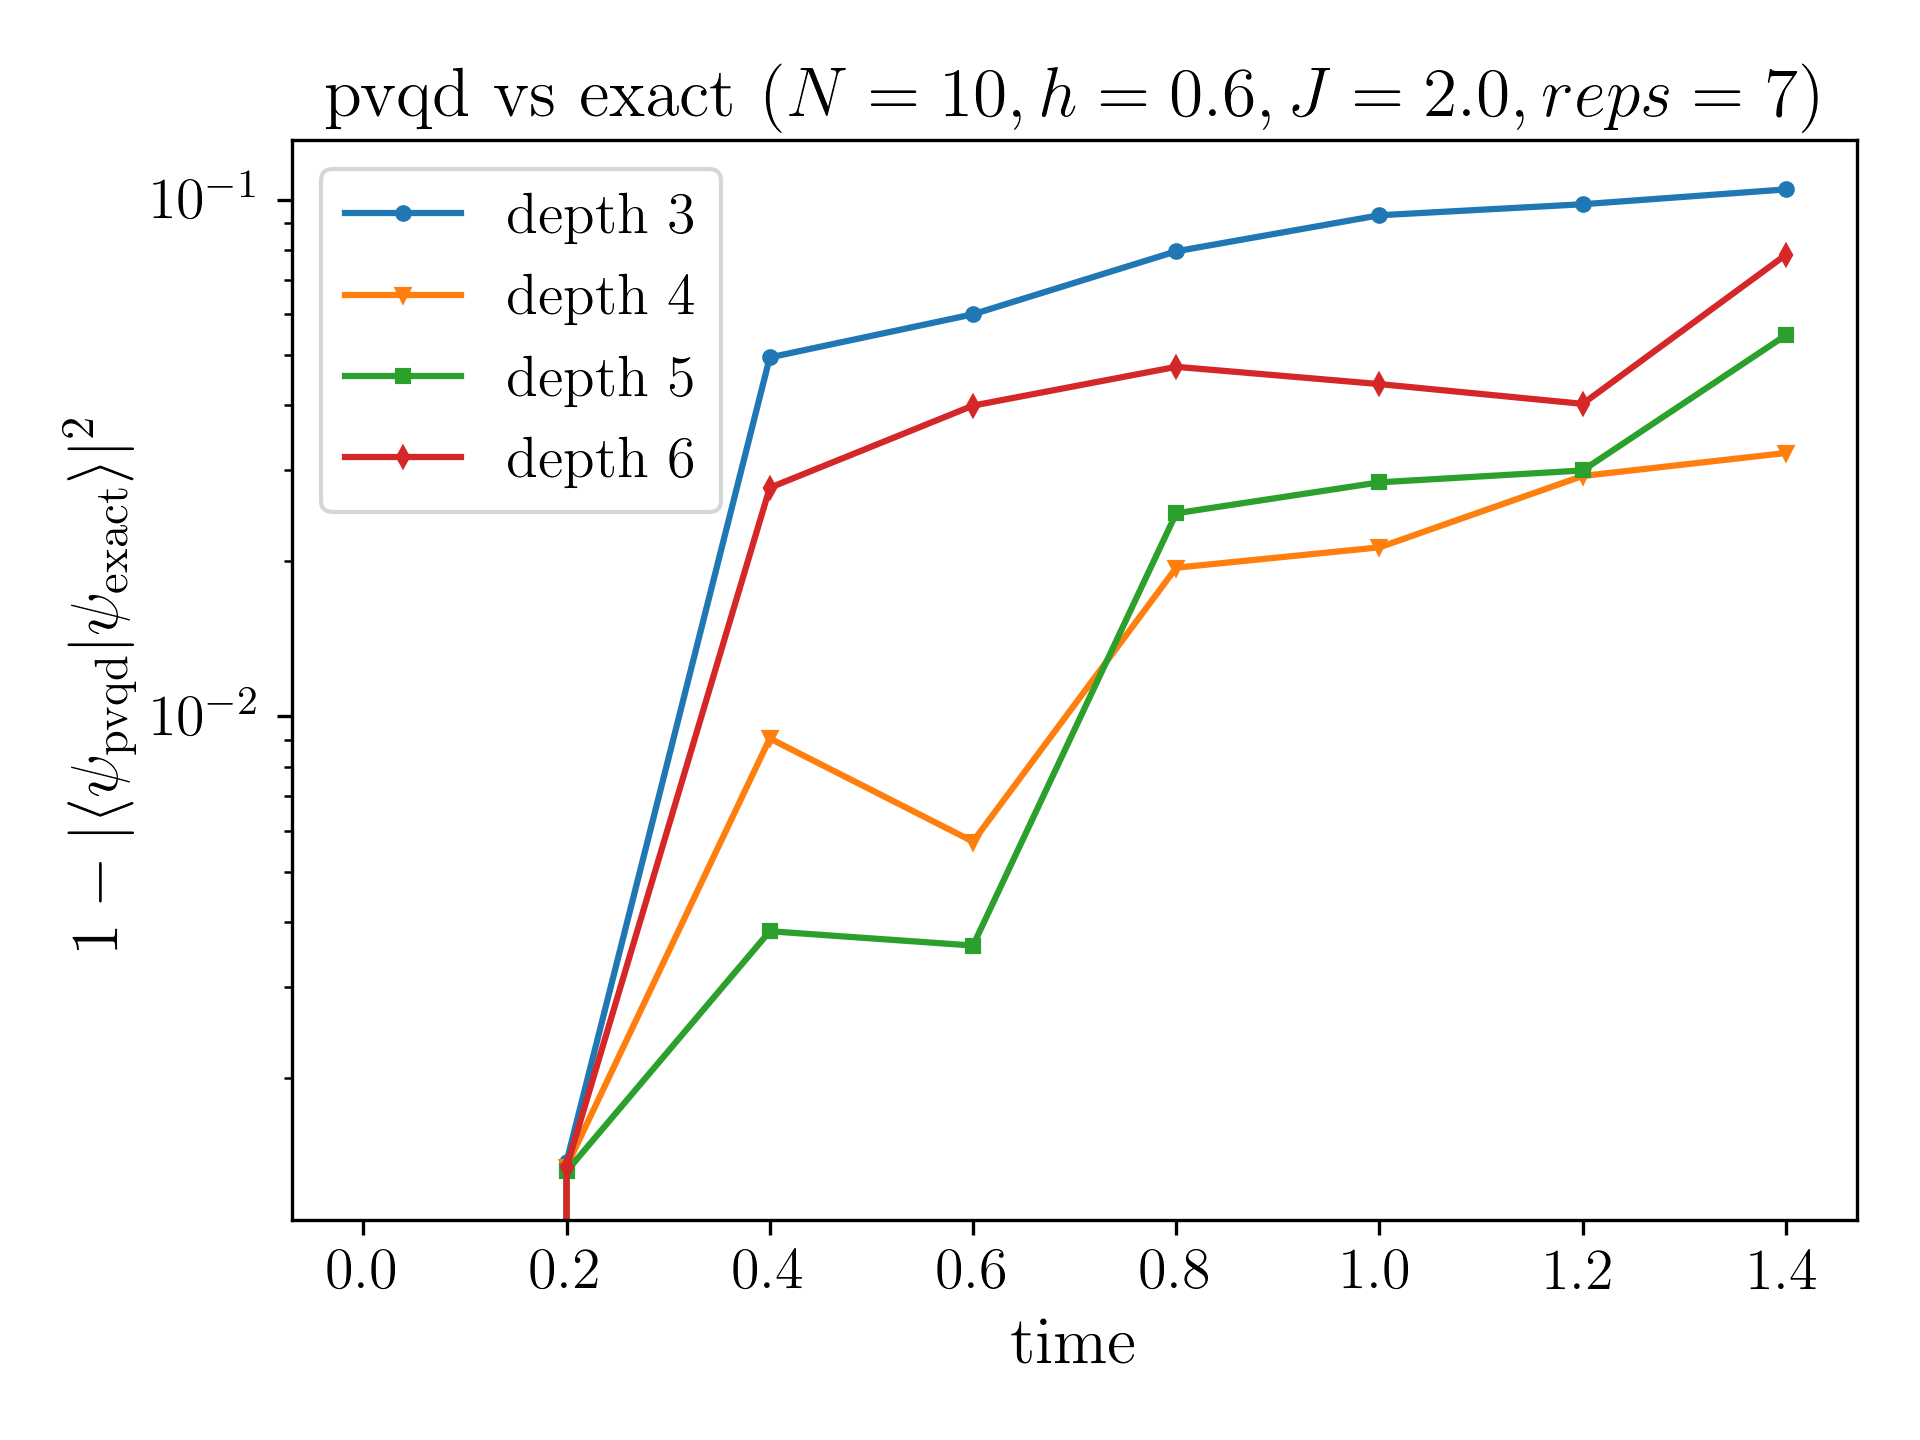 pvqd vs exact (N = 10, h = 0.6, J = 2.0, reps = 7)
depth 3
depth 4
depth 5
depth 6
10⁻¹
10⁻²
1 − |⟨ψ_pvqd|ψ_exact⟩|²
0.0 0.2 0.4 0.6 0.8 1.0 1.2 1.4
time